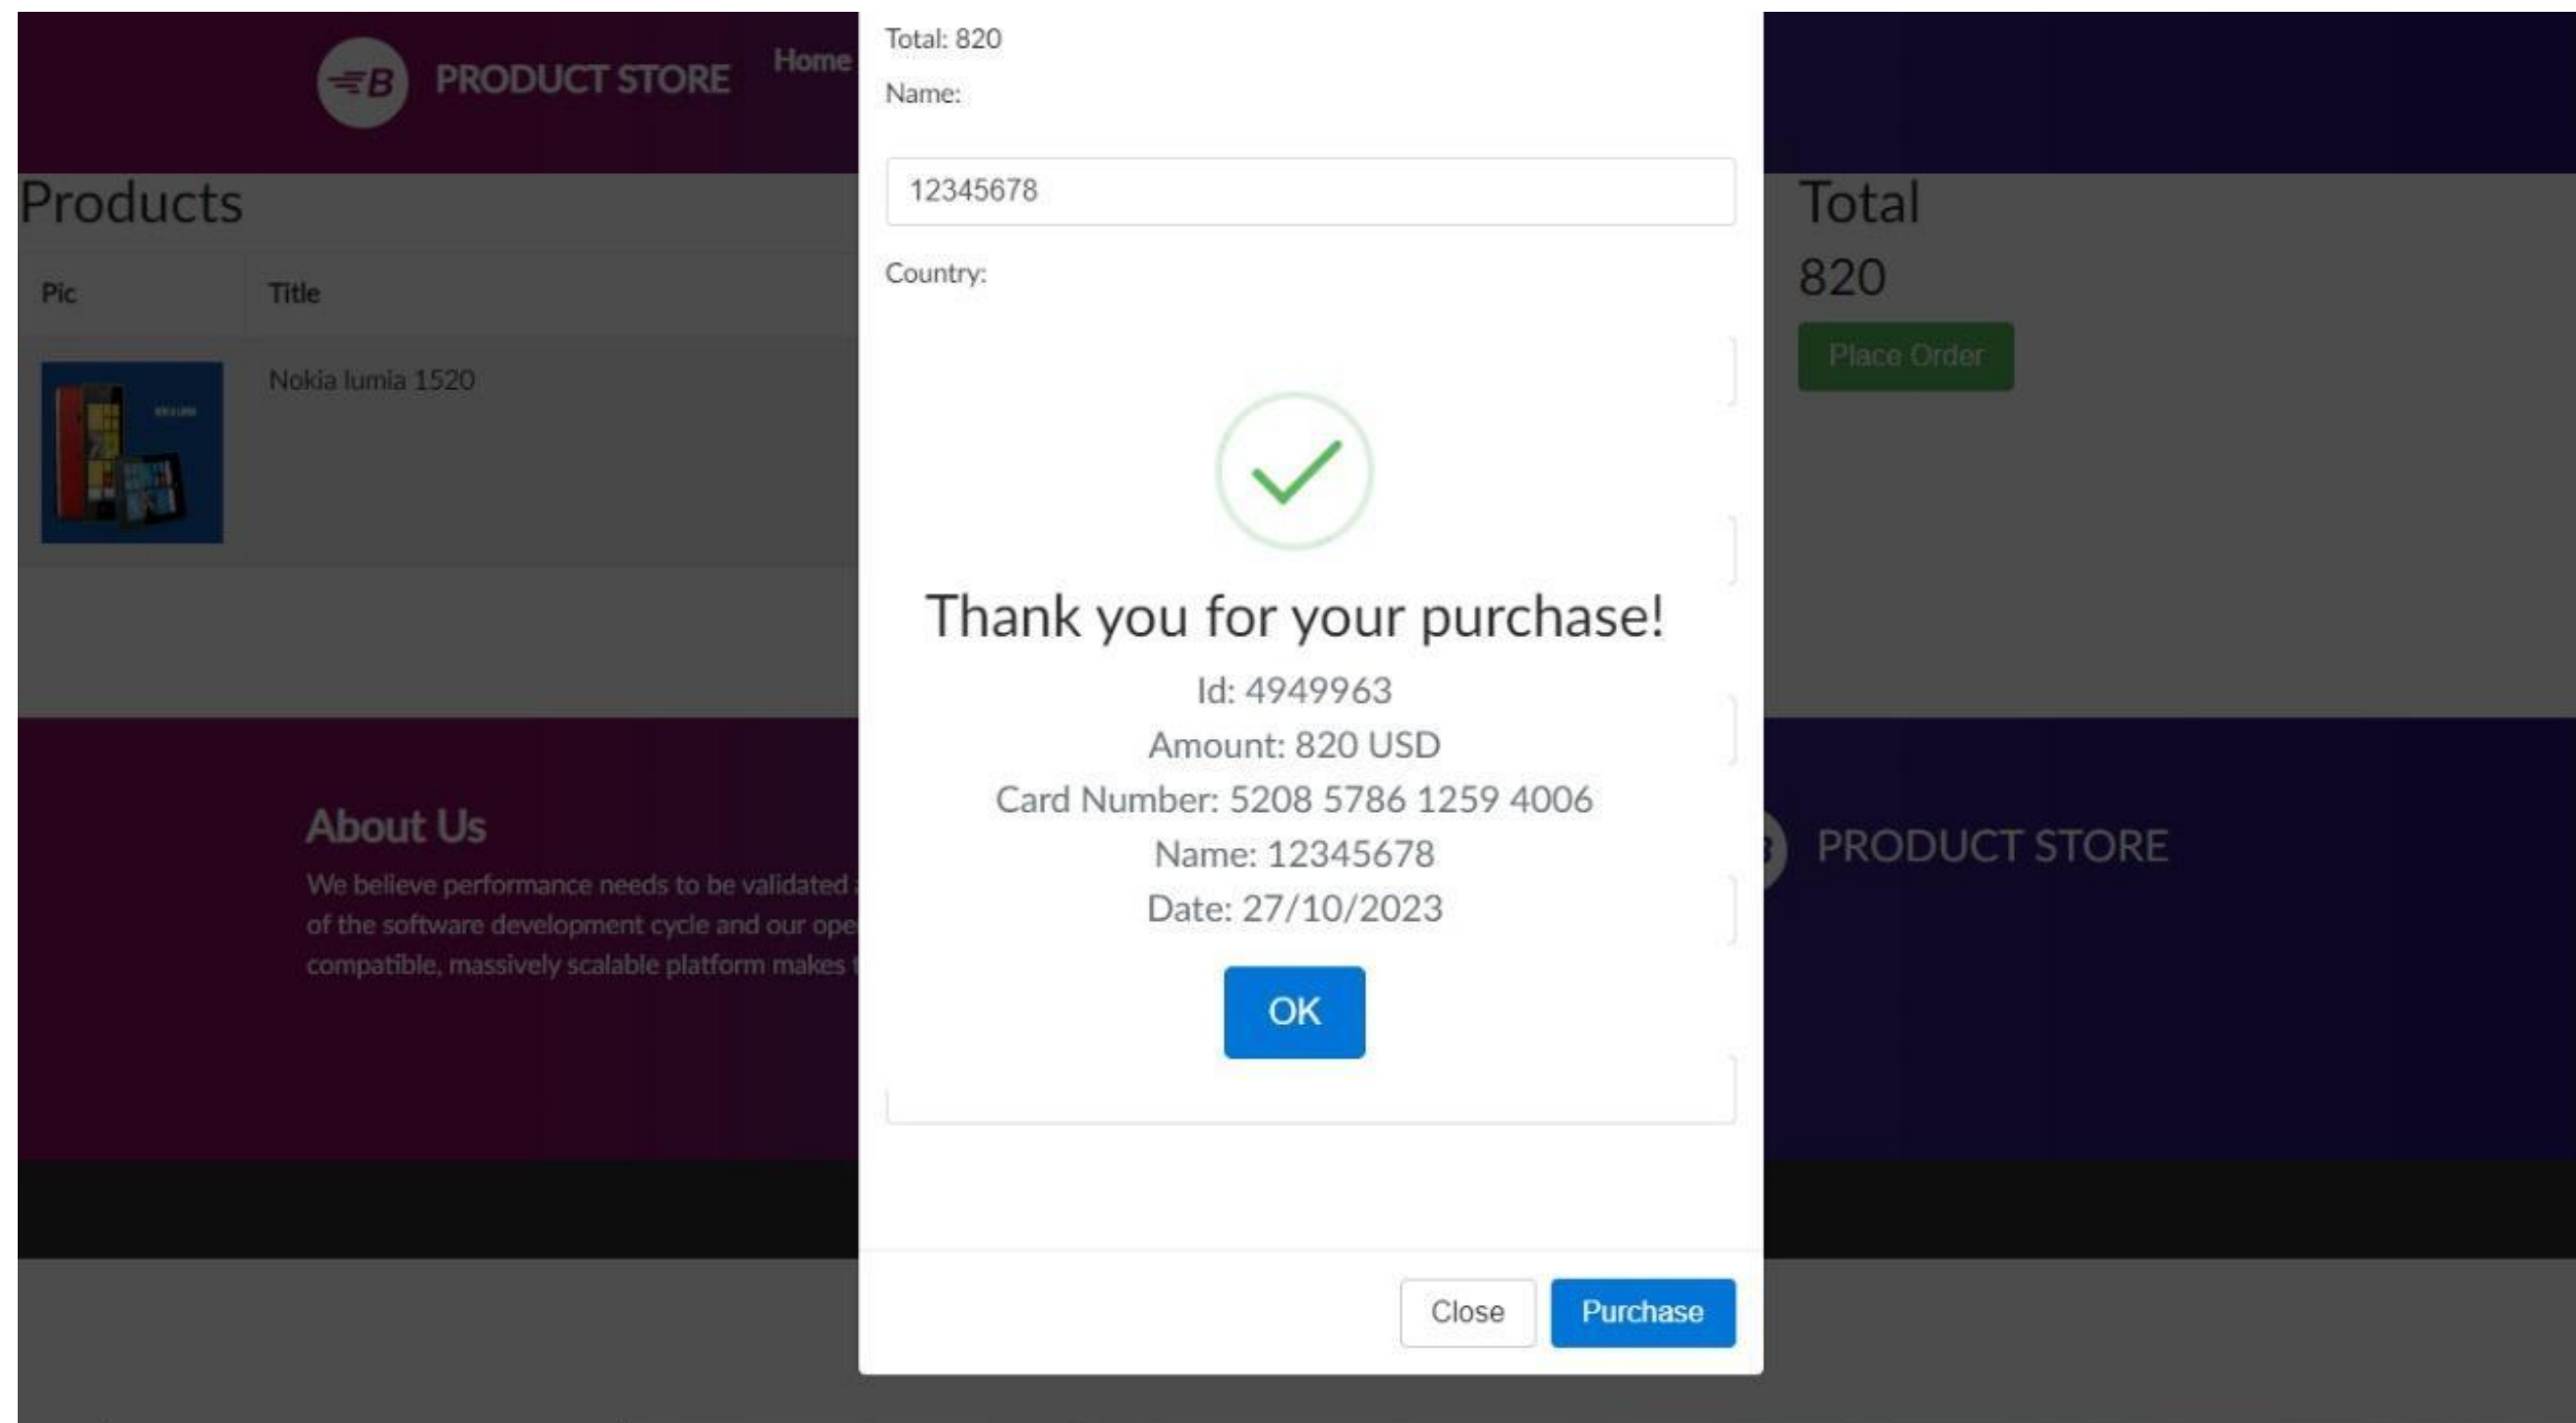 B PRODUCT STORE Home
Products
Pic Title
Nokia lumia 1520
Total: 820
Name:
12345678
Country:
Thank you for your purchase!
Id: 4949963
Amount: 820 USD
Card Number: 5208 5786 1259 4006
Name: 12345678
Date: 27/10/2023
OK
Close Purchase
Total
820
Place Order
About Us
We believe performance needs to be validated
of the software development cycle and our ope
compatible, massively scalable platform makes
PRODUCT STORE